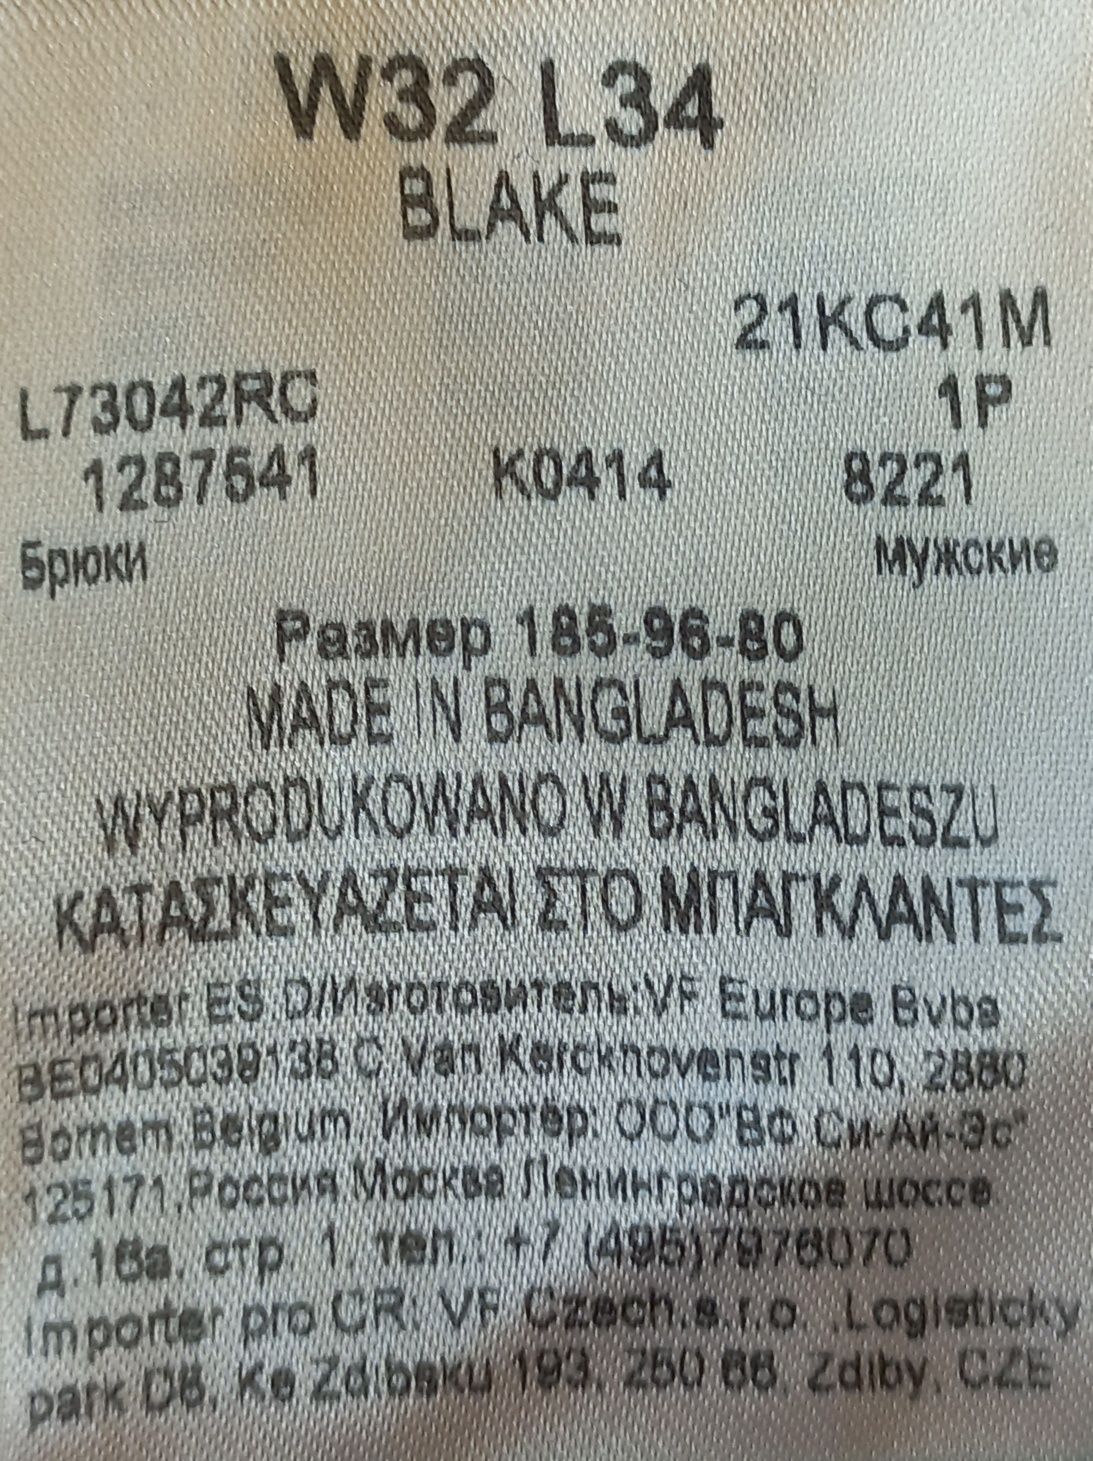 W32 L34
BLAKE
21KC41M
L73042RC 1P
1287541 K0414 8221
Брюки Мужские
Размер 185-96-80
MADE IN BANGLADESH
WYPRODUKOWANO W BANGLADESZU
ΚΑΤΑΣΚΕΥΑΖΕΤΑΙ ΣΤΟ ΜΠΑΓΚΛΑΝΤΕΣ
Importer ES:D/Изготовитель:VF Europe Bvba
BE0405039138 C Van Kerckhovenstr 110, 2880
Bornem Belgium. Импортёр: ООО"ВФ Си-Ай-Эс"
125171,Россия Москва Ленинградское шоссе
д.16а, стр. 1, тел.: +7 (495)7976070
Importer pro CR: VF Czech.s.r.o. ,Logisticky
park D8, Ke Zdibsku 193, 250 66, Zdiby, CZE